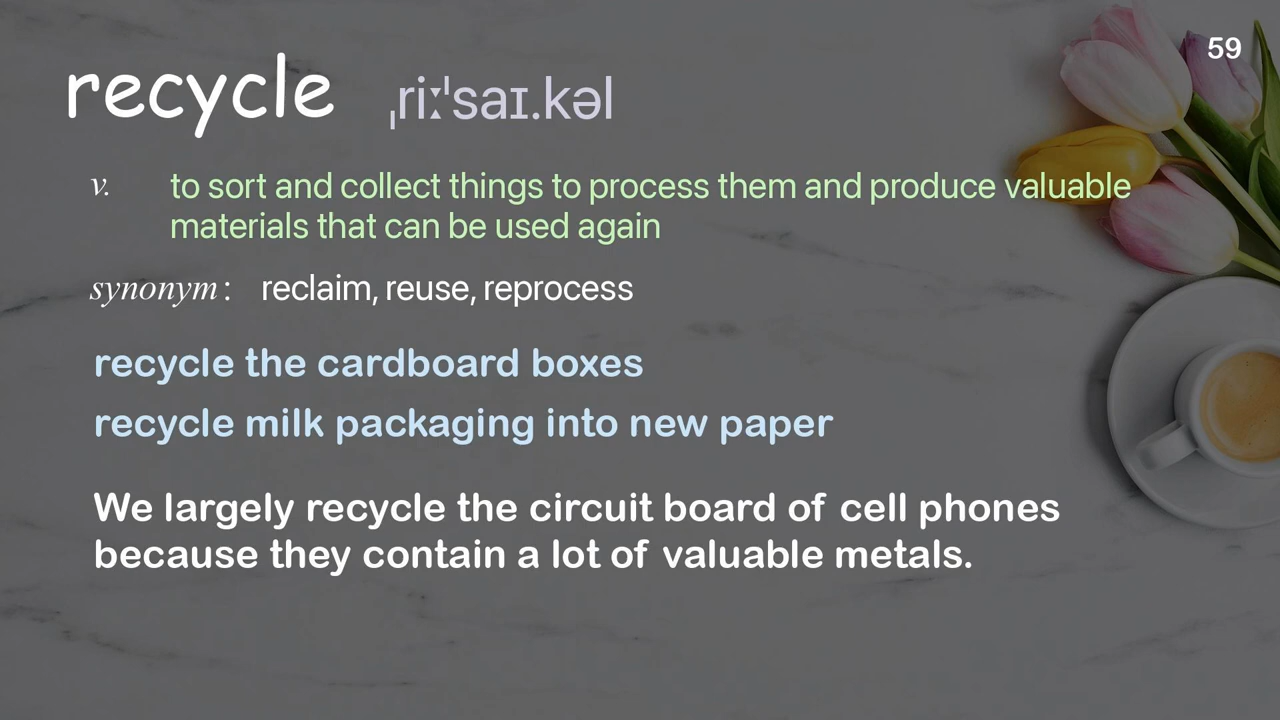 59
recycle ˌriːˈsaɪ.kəl
v. to sort and collect things to process them and produce valuable
materials that can be used again
synonym: reclaim, reuse, reprocess
recycle the cardboard boxes
recycle milk packaging into new paper
We largely recycle the circuit board of cell phones
because they contain a lot of valuable metals.